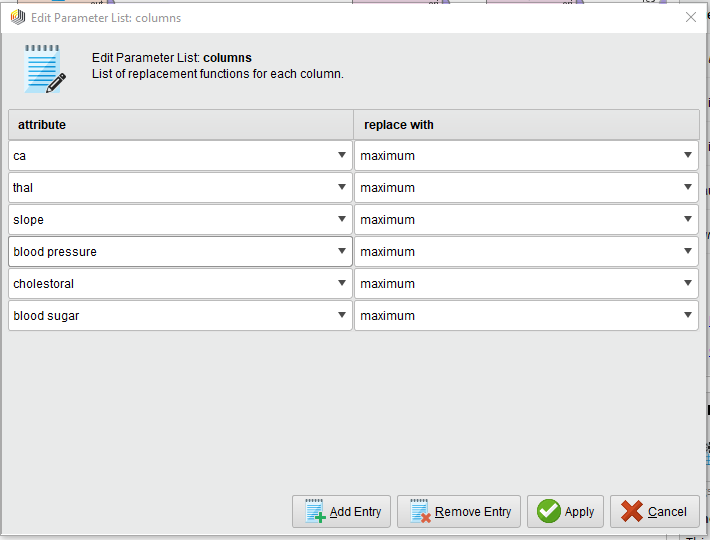 Edit Parameter List: columns
Edit Parameter List: columns
List of replacement functions for each column.
attribute replace with
ca maximum
thal maximum
slope maximum
blood pressure maximum
cholestoral maximum
blood sugar maximum
Add Entry Remove Entry Apply Cancel